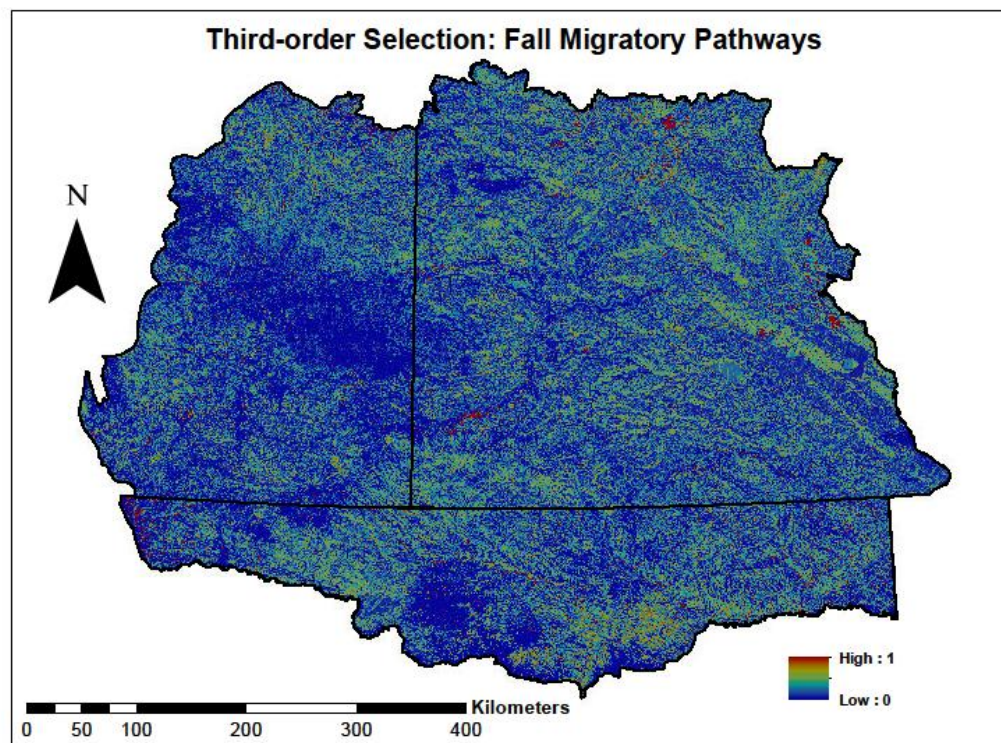 Third-order Selection: Fall Migratory Pathways
N
High : 1
Low : 0
Kilometers
0 50 100 200 300 400